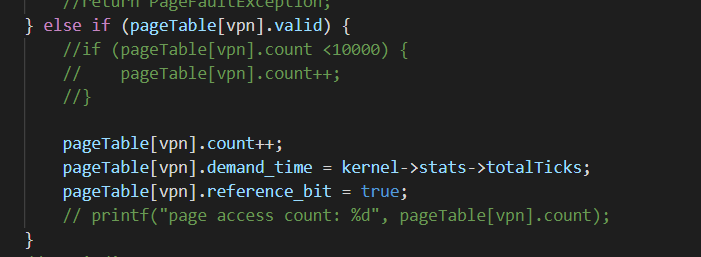 //return PageFaultException;
} else if (pageTable[vpn].valid) {
//if (pageTable[vpn].count <10000) {
//    pageTable[vpn].count++;
//}
pageTable[vpn].count++;
pageTable[vpn].demand_time = kernel->stats->totalTicks;
pageTable[vpn].reference_bit = true;
// printf("page access count: %d", pageTable[vpn].count);
}